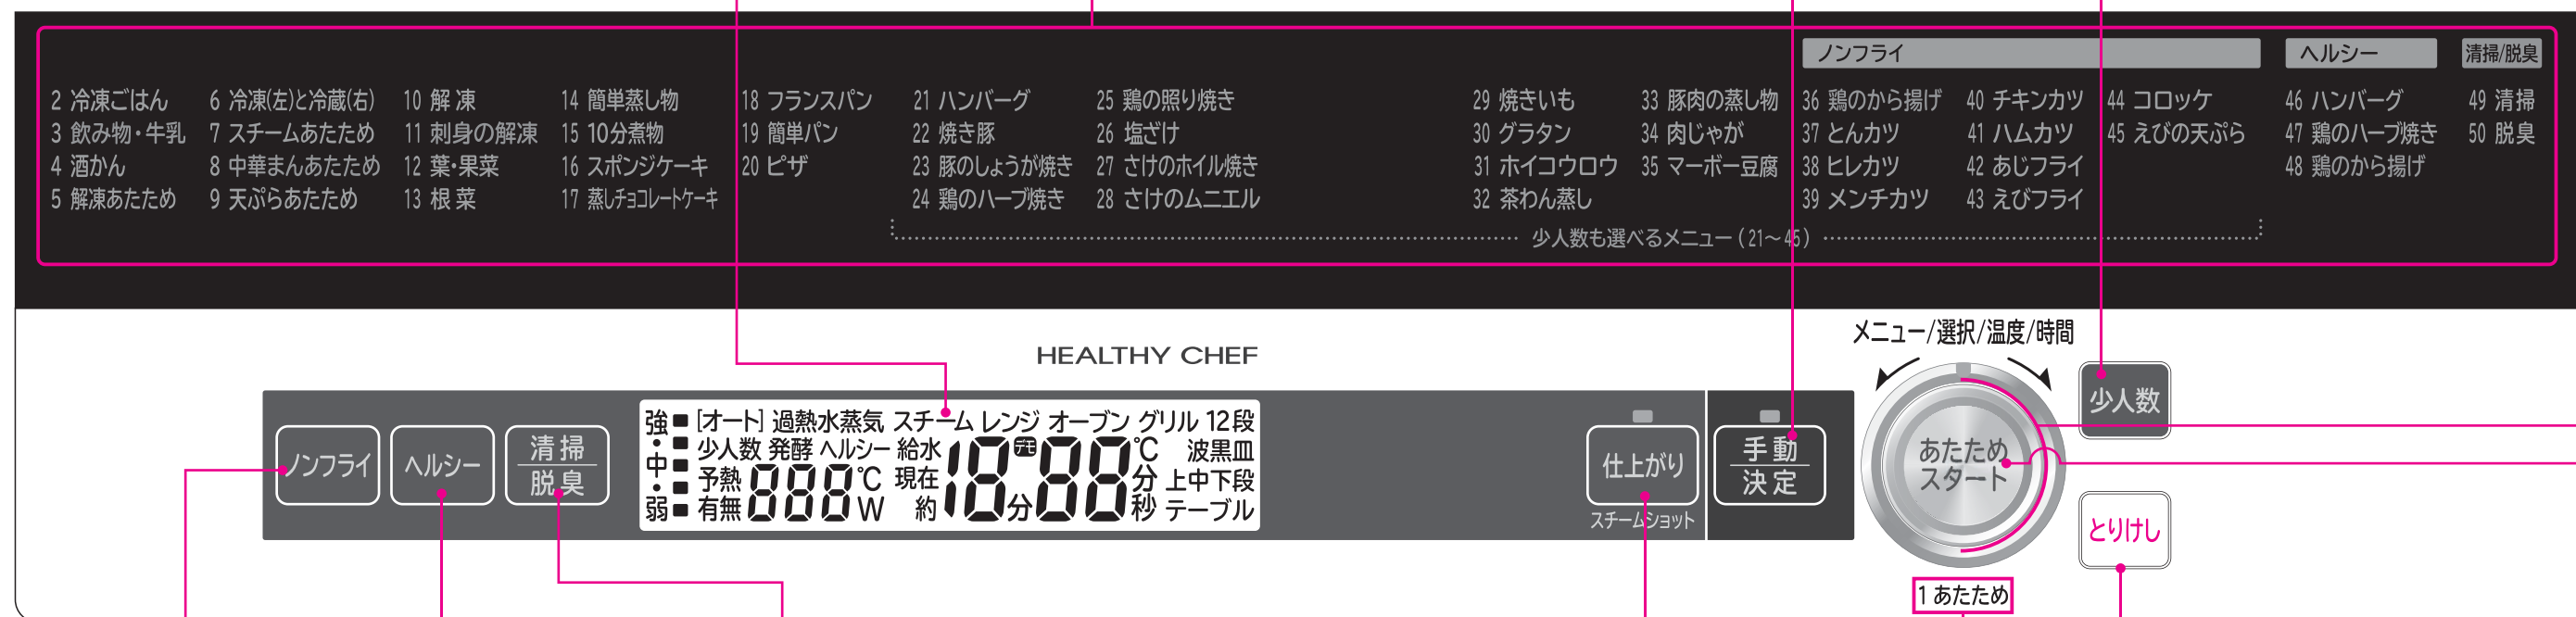 ノンフライ ヘルシー 清掃/脱臭
2 冷凍ごはん 6 冷凍(左)と冷蔵(右) 10 解凍 14 簡単蒸し物 18 フランスパン 21 ハンバーグ 25 鶏の照り焼き 29 焼きいも 33 豚肉の蒸し物 36 鶏のから揚げ 40 チキンカツ 44 コロッケ 46 ハンバーグ 49 清掃
3 飲み物・牛乳 7 スチームあたため 11 刺身の解凍 15 10分煮物 19 簡単パン 22 焼き豚 26 塩ざけ 30 グラタン 34 肉じゃが 37 とんカツ 41 ハムカツ 45 えびの天ぷら 47 鶏のハーブ焼き 50 脱臭
4 酒かん 8 中華まんあたため 12 葉・果菜 16 スポンジケーキ 20 ピザ 23 豚のしょうが焼き 27 さけのホイル焼き 31 ホイコウロウ 35 マーボー豆腐 38 ヒレカツ 42 あじフライ 48 鶏のから揚げ
5 解凍あたため 9 天ぷらあたため 13 根菜 17 蒸しチョコレートケーキ 24 鶏のハーブ焼き 28 さけのムニエル 32 茶わん蒸し 39 メンチカツ 43 えびフライ
少人数も選べるメニュー(21〜45)
HEALTHY CHEF
メニュー/選択/温度/時間
ノンフライ
ヘルシー
清掃
脱臭
強 [オート] 過熱水蒸気 スチーム レンジ オーブン グリル 12段
・ 少人数 発酵 ヘルシー 給水 18 デモ 88 ℃ 波黒皿
中 予熱 888 ℃ 現在 分 上中下段
・
弱 有無 W 約 分 秒 テーブル
仕上がり
スチームショット
手動
決定
あたため
スタート
少人数
とりけし
1 あたため